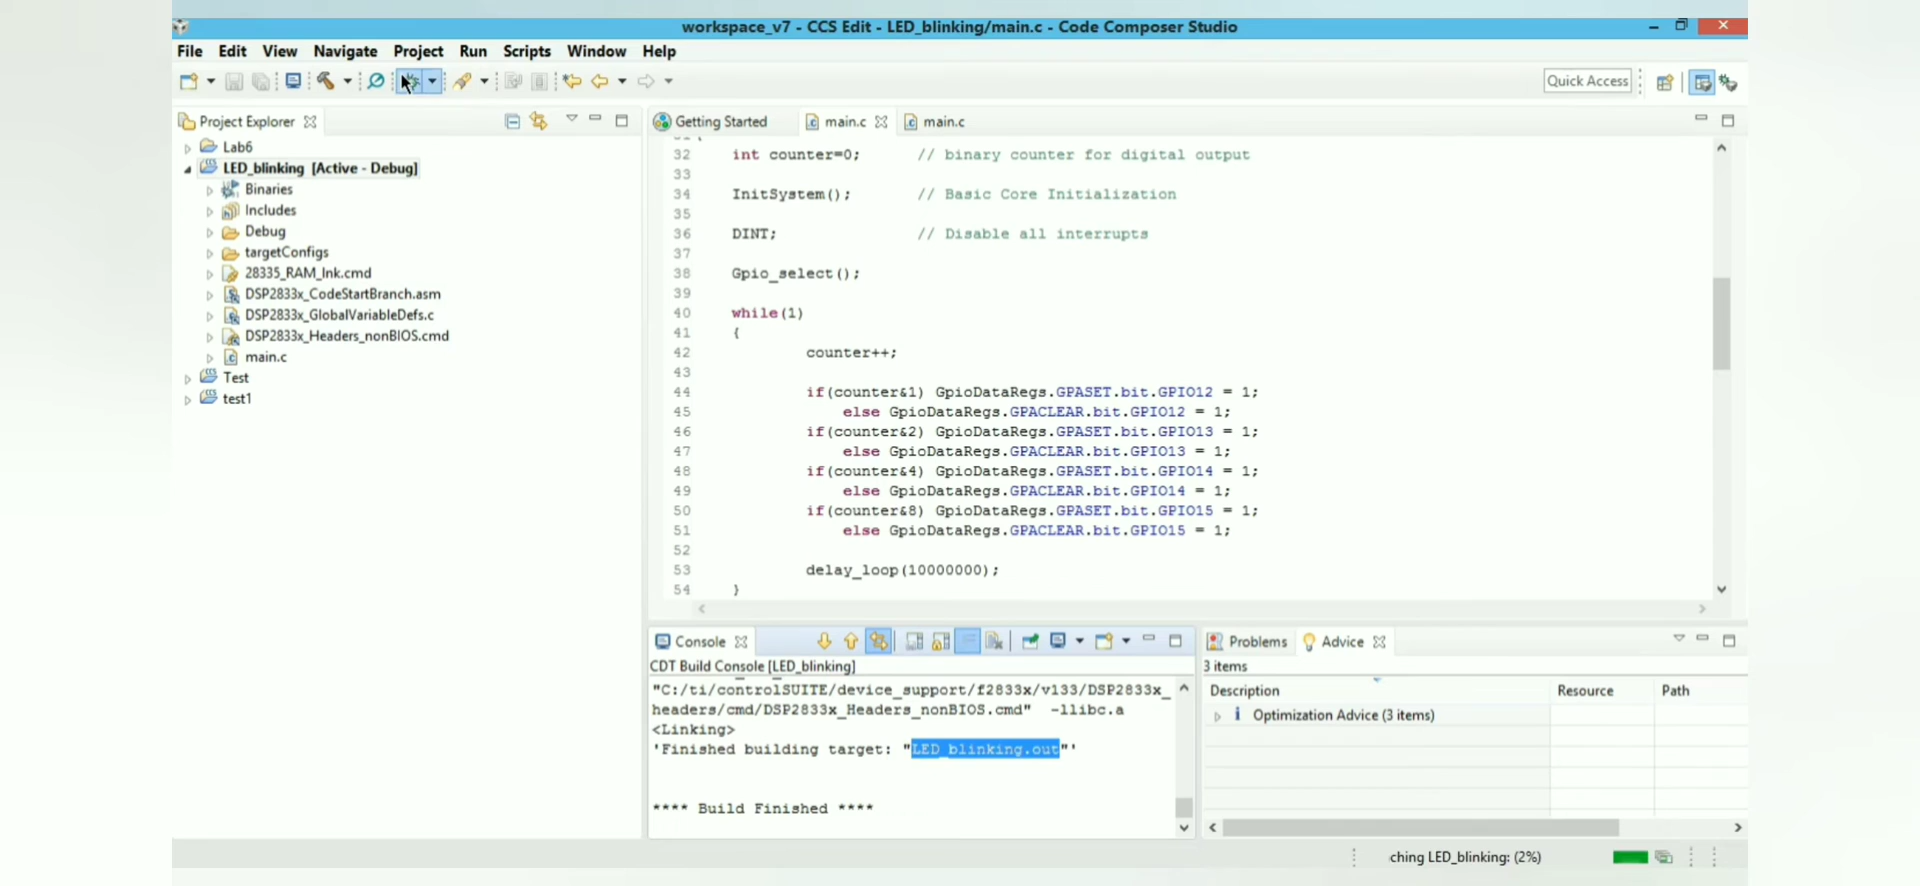 workspace_v7 - CCS Edit - LED_blinking/main.c - Code Composer Studio
File Edit View Navigate Project Run Scripts Window Help
Quick Access
Project Explorer
Lab6
LED_blinking [Active - Debug]
Binaries
Includes
Debug
targetConfigs
28335_RAM_lnk.cmd
DSP2833x_CodeStartBranch.asm
DSP2833x_GlobalVariableDefs.c
DSP2833x_Headers_nonBIOS.cmd
main.c
Test
test1
Getting Started main.c main.c
32 int counter=0; // binary counter for digital output
33
34 InitSystem(); // Basic Core Initialization
35
36 DINT; // Disable all interrupts
37
38 Gpio_select();
39
40 while(1)
41 {
42 counter++;
43
44 if(counter&1) GpioDataRegs.GPASET.bit.GPIO12 = 1;
45 else GpioDataRegs.GPACLEAR.bit.GPIO12 = 1;
46 if(counter&2) GpioDataRegs.GPASET.bit.GPIO13 = 1;
47 else GpioDataRegs.GPACLEAR.bit.GPIO13 = 1;
48 if(counter&4) GpioDataRegs.GPASET.bit.GPIO14 = 1;
49 else GpioDataRegs.GPACLEAR.bit.GPIO14 = 1;
50 if(counter&8) GpioDataRegs.GPASET.bit.GPIO15 = 1;
51 else GpioDataRegs.GPACLEAR.bit.GPIO15 = 1;
52
53 delay_loop(10000000);
54 }
Console
CDT Build Console [LED_blinking]
"C:/ti/controlSUITE/device_support/f2833x/v133/DSP2833x_
headers/cmd/DSP2833x_Headers_nonBIOS.cmd" -llibc.a
<Linking>
'Finished building target: "LED_blinking.out"'
**** Build Finished ****
Problems Advice
3 items
Description Resource Path
Optimization Advice (3 items)
ching LED_blinking: (2%)